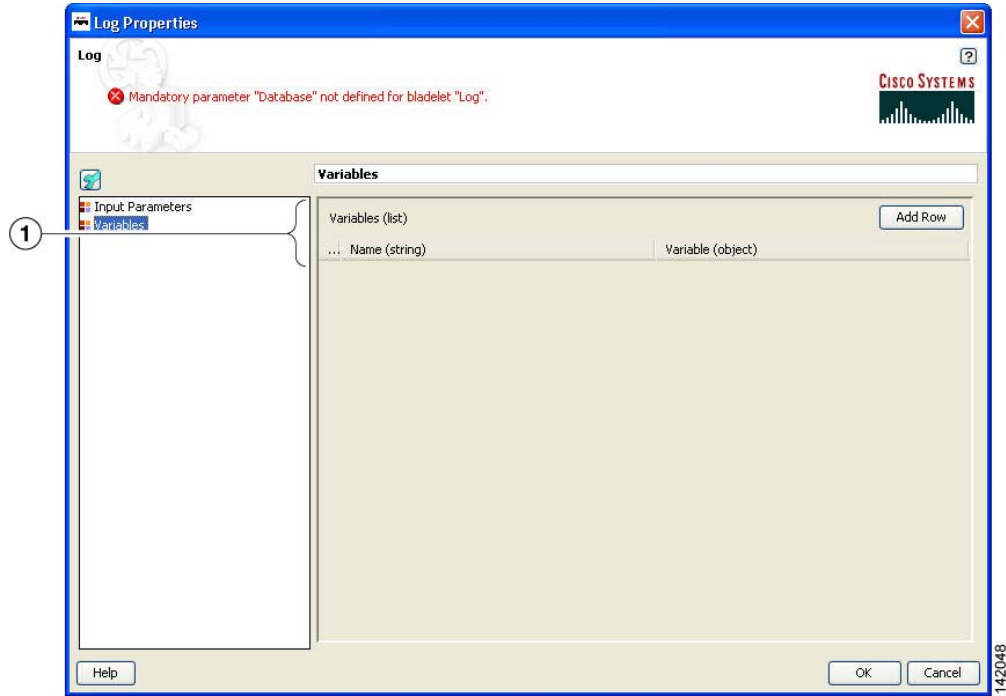 Log Properties
Log
?
CISCO SYSTEMS
Mandatory parameter "Database" not defined for bladelet "Log".
Variables
Input Parameters
Variables
1
Variables (list)
Add Row
... Name (string) Variable (object)
Help
OK
Cancel
142048